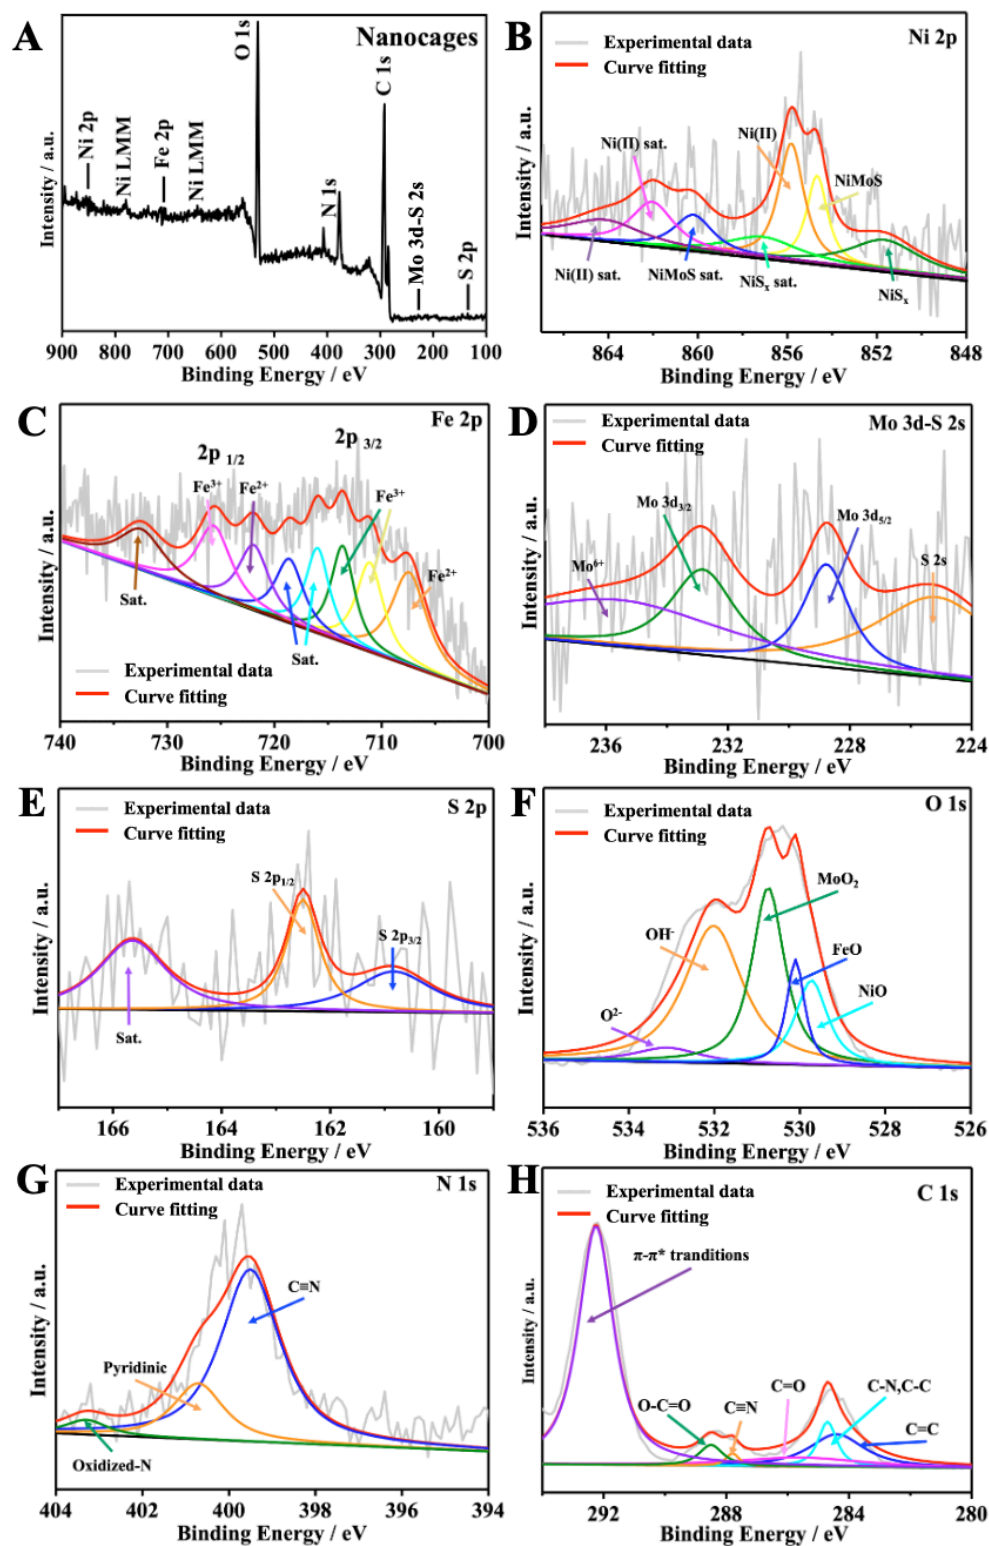 A
Nanocages
O 1s
C 1s
Ni 2p
Ni LMM
Fe 2p
Ni LMM
N 1s
Mo 3d-S 2s
S 2p
Intensity / a.u.
900 800 700 600 500 400 300 200 100
Binding Energy / eV
B
Experimental data
Curve fitting
Ni 2p
Ni(II) sat.
Ni(II)
NiMoS
Ni(II) sat.
NiMoS sat.
NiSx sat.
NiSx
Intensity / a.u.
864 860 856 852 848
Binding Energy / eV
C
Fe 2p
2p 1/2
2p 3/2
Fe3+
Fe2+
Fe3+
Fe2+
Sat.
Sat.
Experimental data
Curve fitting
Intensity / a.u.
740 730 720 710 700
Binding Energy / eV
D
Experimental data
Curve fitting
Mo 3d-S 2s
Mo 3d3/2
Mo 3d5/2
Mo6+
S 2s
Intensity / a.u.
236 232 228 224
Binding Energy / eV
E
Experimental data
Curve fitting
S 2p
S 2p1/2
S 2p3/2
Sat.
Intensity / a.u.
166 164 162 160
Binding Energy / eV
F
Experimental data
Curve fitting
O 1s
MoO2
OH-
FeO
NiO
O2-
Intensity / a.u.
536 534 532 530 528 526
Binding Energy / eV
G
Experimental data
Curve fitting
N 1s
C≡N
Pyridinic
Oxidized-N
Intensity / a.u.
404 402 400 398 396 394
Binding Energy / eV
H
Experimental data
Curve fitting
C 1s
π-π* tranditions
O-C=O
C≡N
C=O
C-N,C-C
C=C
Intensity / a.u.
292 288 284 280
Binding Energy / eV